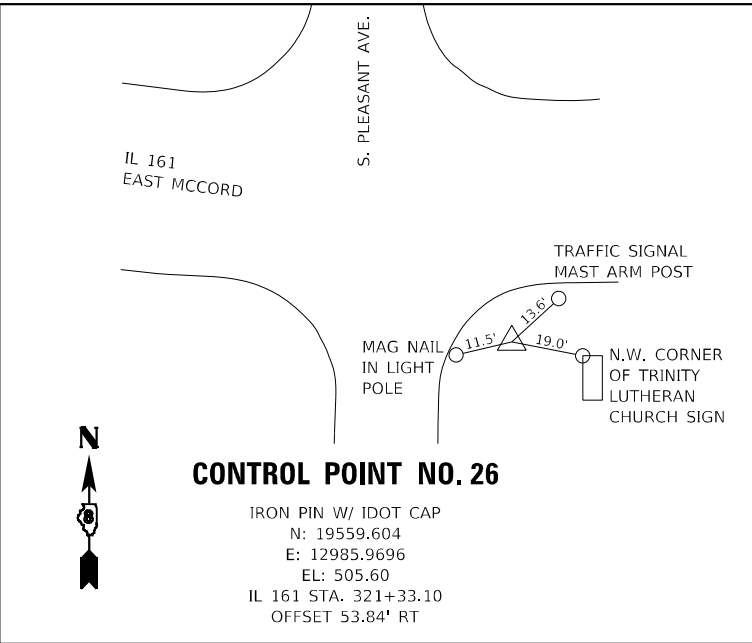 S. PLEASANT AVE.
IL 161
EAST MCCORD
TRAFFIC SIGNAL
MAST ARM POST
13.6'
11.5'
19.0'
MAG NAIL
IN LIGHT
POLE
N.W. CORNER
OF TRINITY
LUTHERAN
CHURCH SIGN
N
8
CONTROL POINT NO. 26
IRON PIN W/ IDOT CAP
N: 19559.604
E: 12985.9696
EL: 505.60
IL 161 STA. 321+33.10
OFFSET 53.84' RT